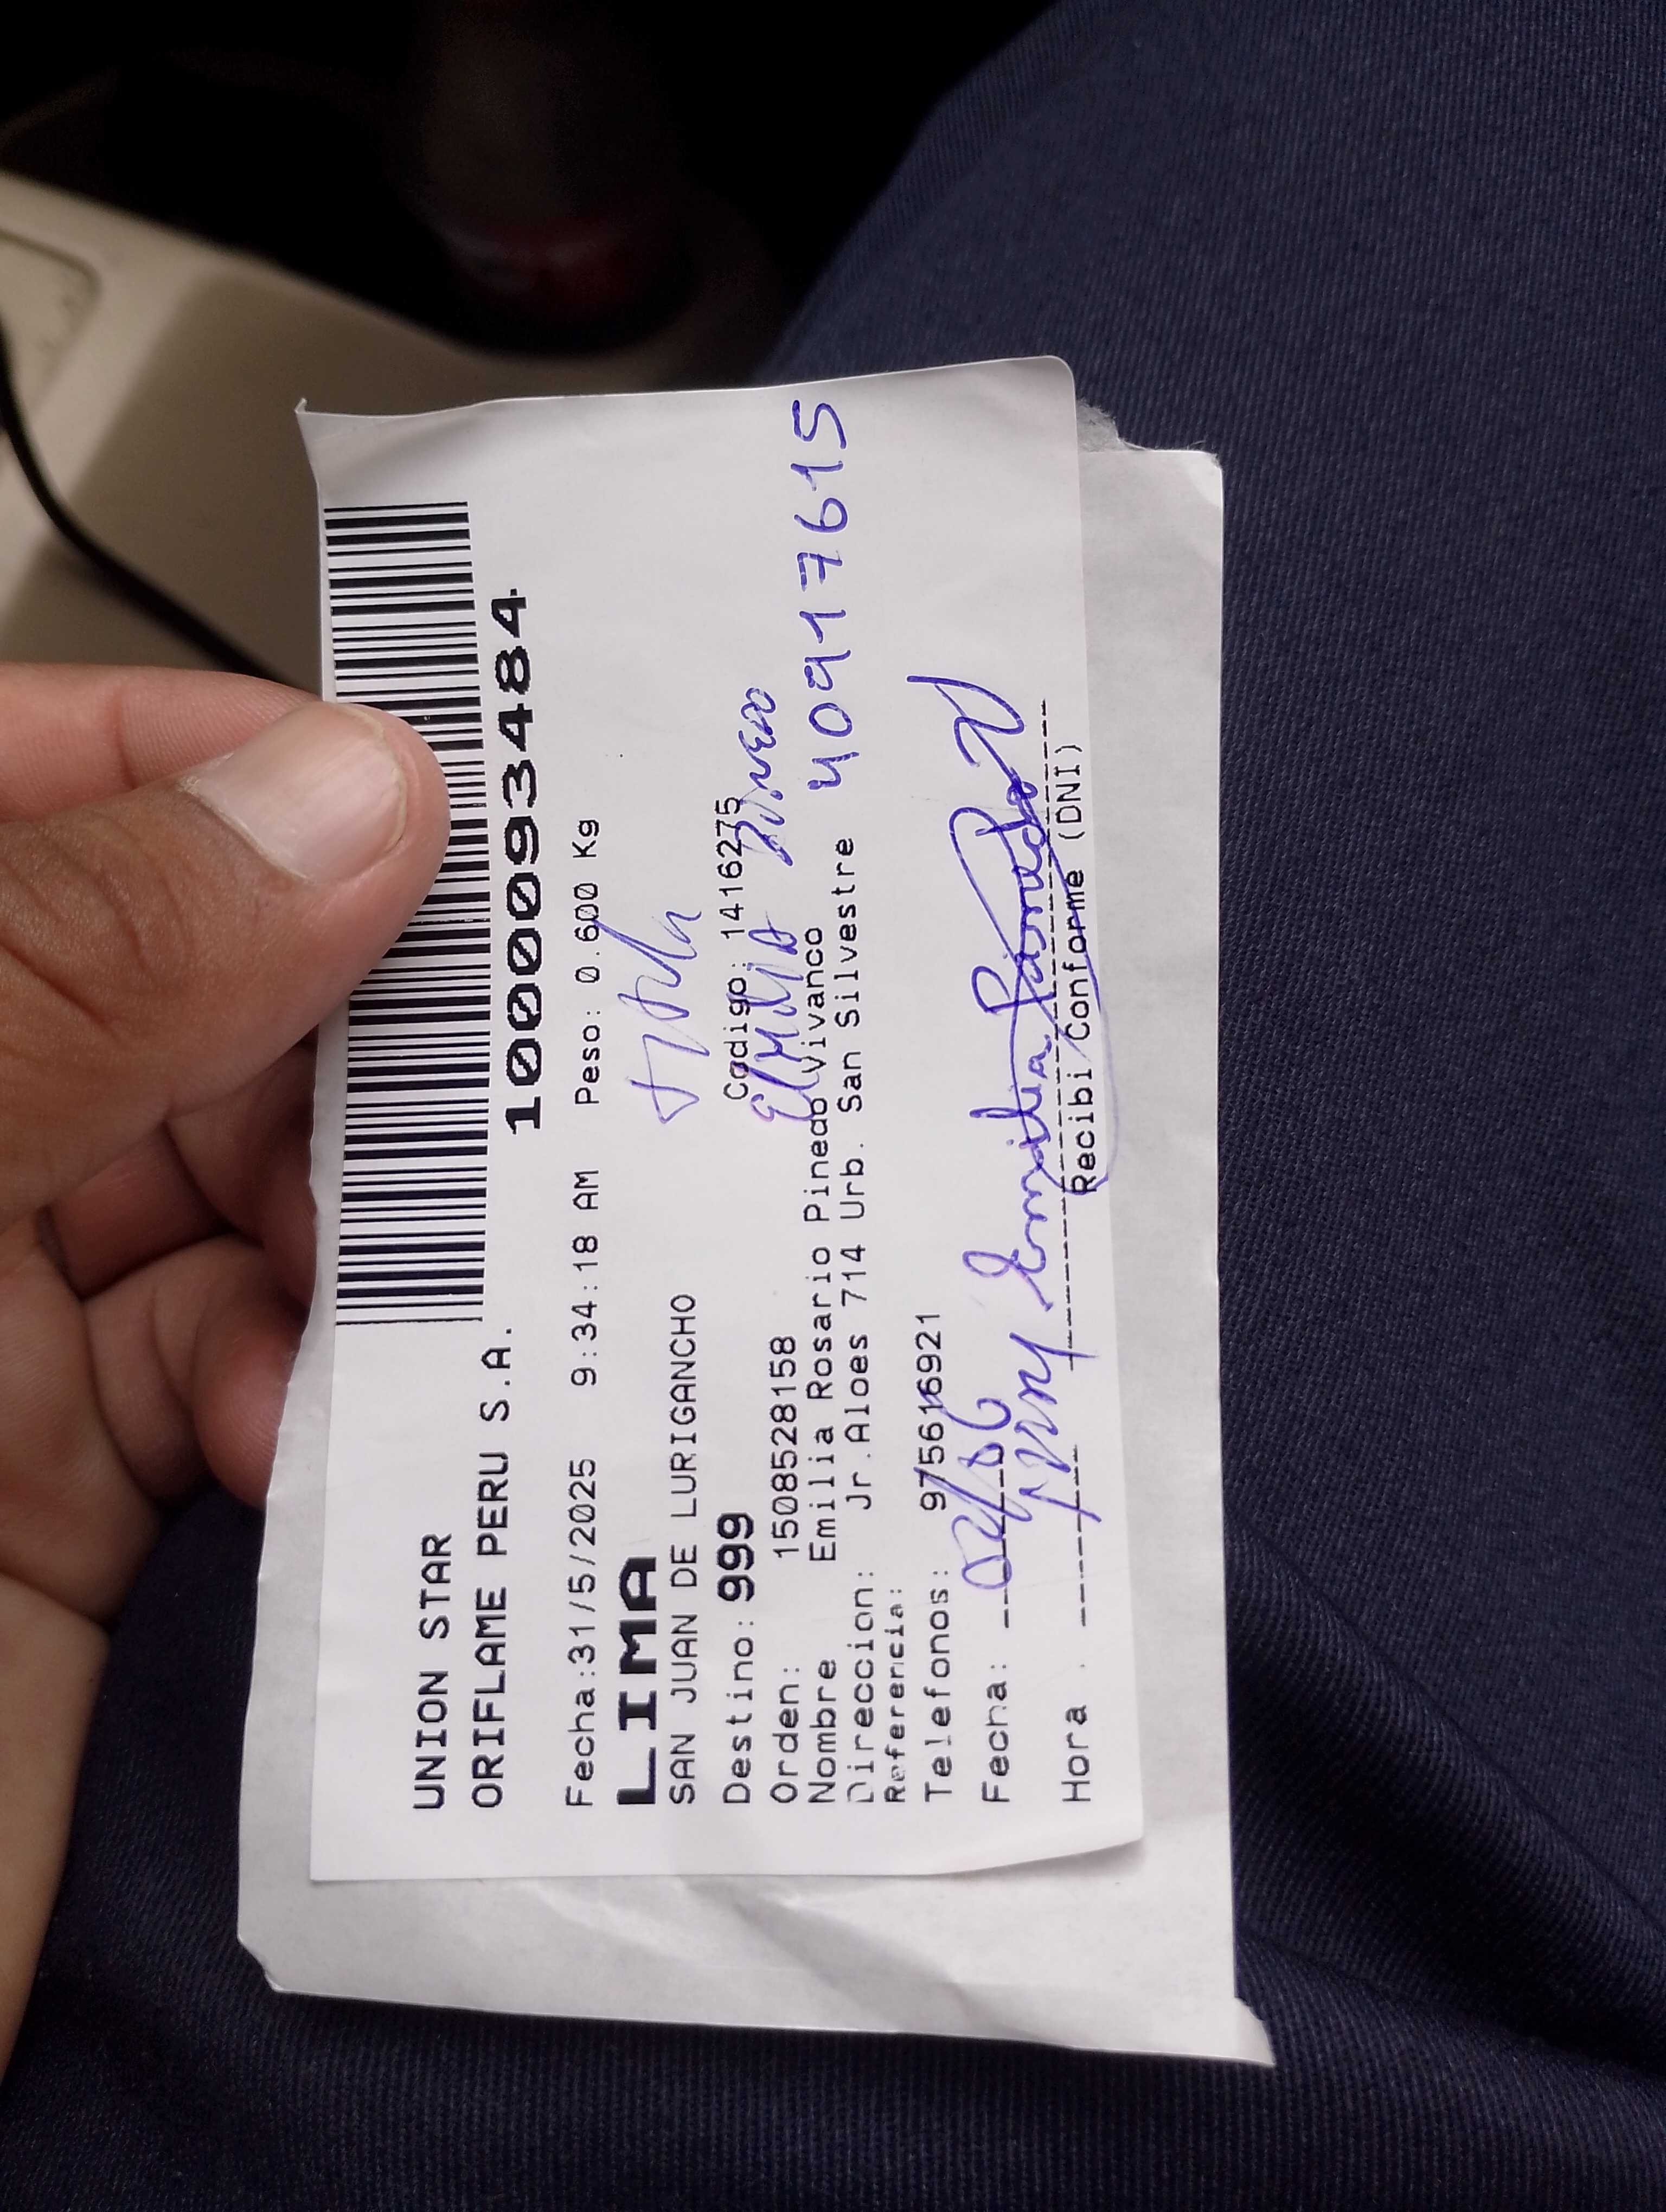 UNION STAR
ORIFLAME PERU S.A.
1000093484
Fecha:31/5/2025 9:34:18 AM Peso: 0.600 Kg
LIMA
SAN JUAN DE LURIGANCHO
Destino: 999 Codigo: 1416275
Orden: 1508528158
Nombre Emilia Rosario Pinedo Vivanco
40917615
Direccion: Jr.Aloes 714 Urb. San Silvestre
Referencia:
Telefonos: 975616921
Fecha: 02/06
Emilia Pinedo
Hora
Recibi Conforme (DNI)